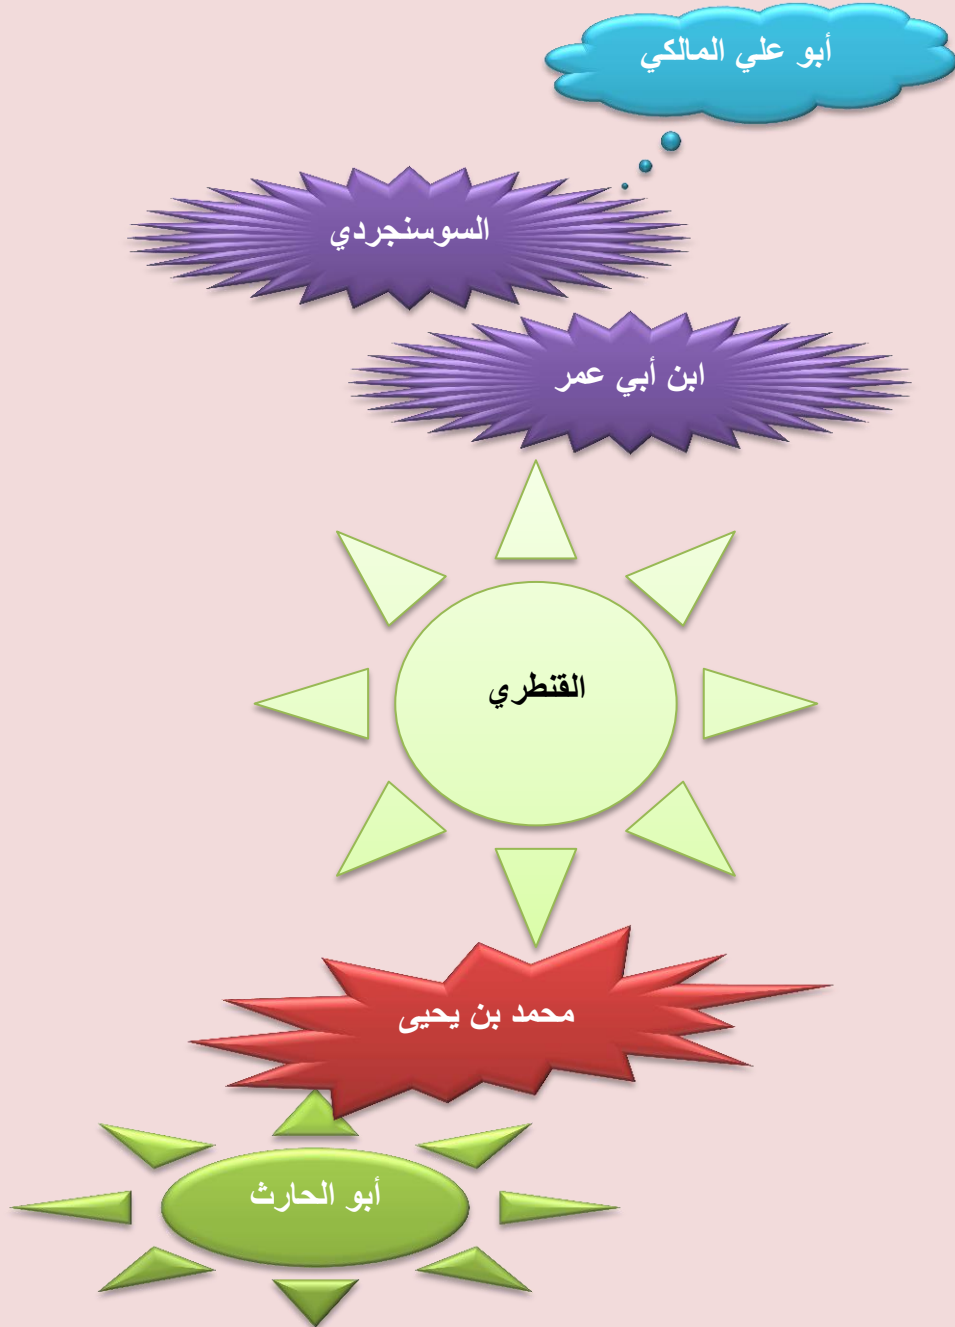 أبو علي المالكي
السوسنجردي
ابن أبي عمر
القنطري
محمد بن يحيى
أبو الحارث